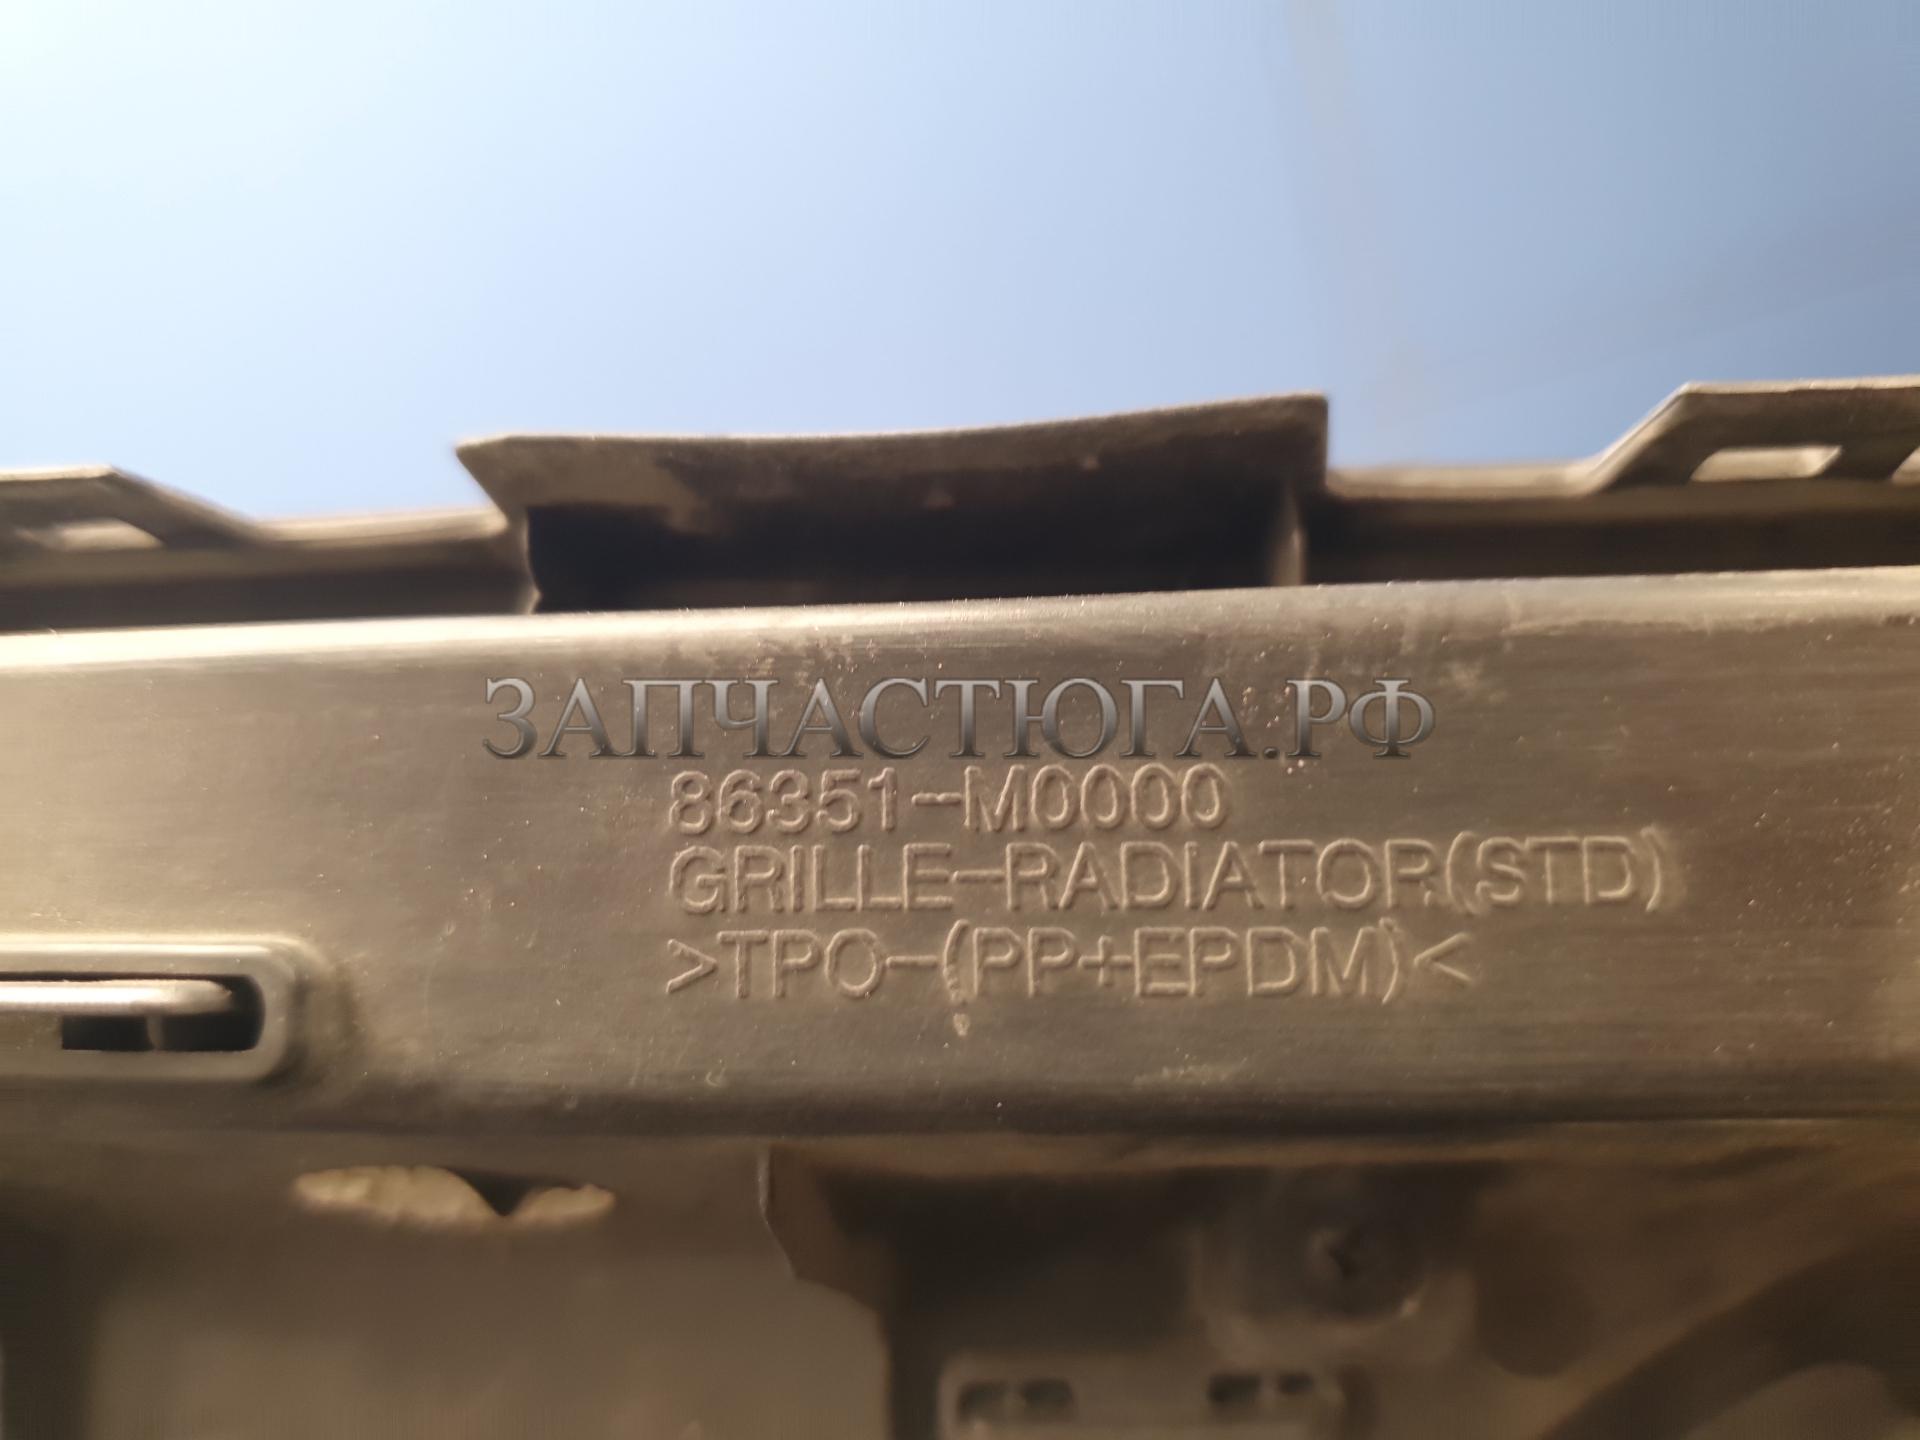 ЗАПЧАСТЮГА.РФ
86351-M0000
GRILLE-RADIATOR(STD)
>TPO-(PP+EPDM)<